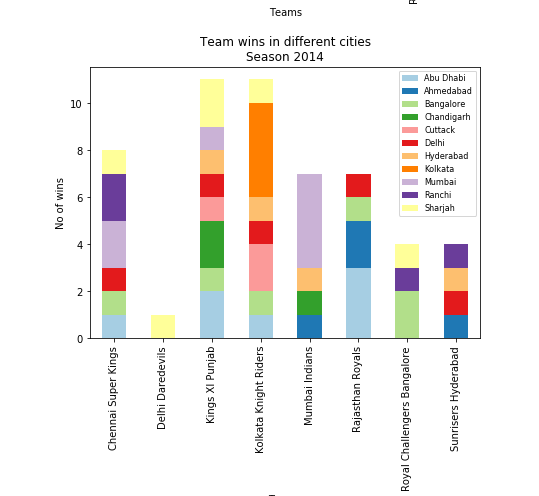 Teams
Team wins in different cities
Season 2014
No of wins
10
8
6
4
2
0
Abu Dhabi
Ahmedabad
Bangalore
Chandigarh
Cuttack
Delhi
Hyderabad
Kolkata
Mumbai
Ranchi
Sharjah
Chennai Super Kings
Delhi Daredevils
Kings XI Punjab
Kolkata Knight Riders
Mumbai Indians
Rajasthan Royals
Royal Challengers Bangalore
Sunrisers Hyderabad